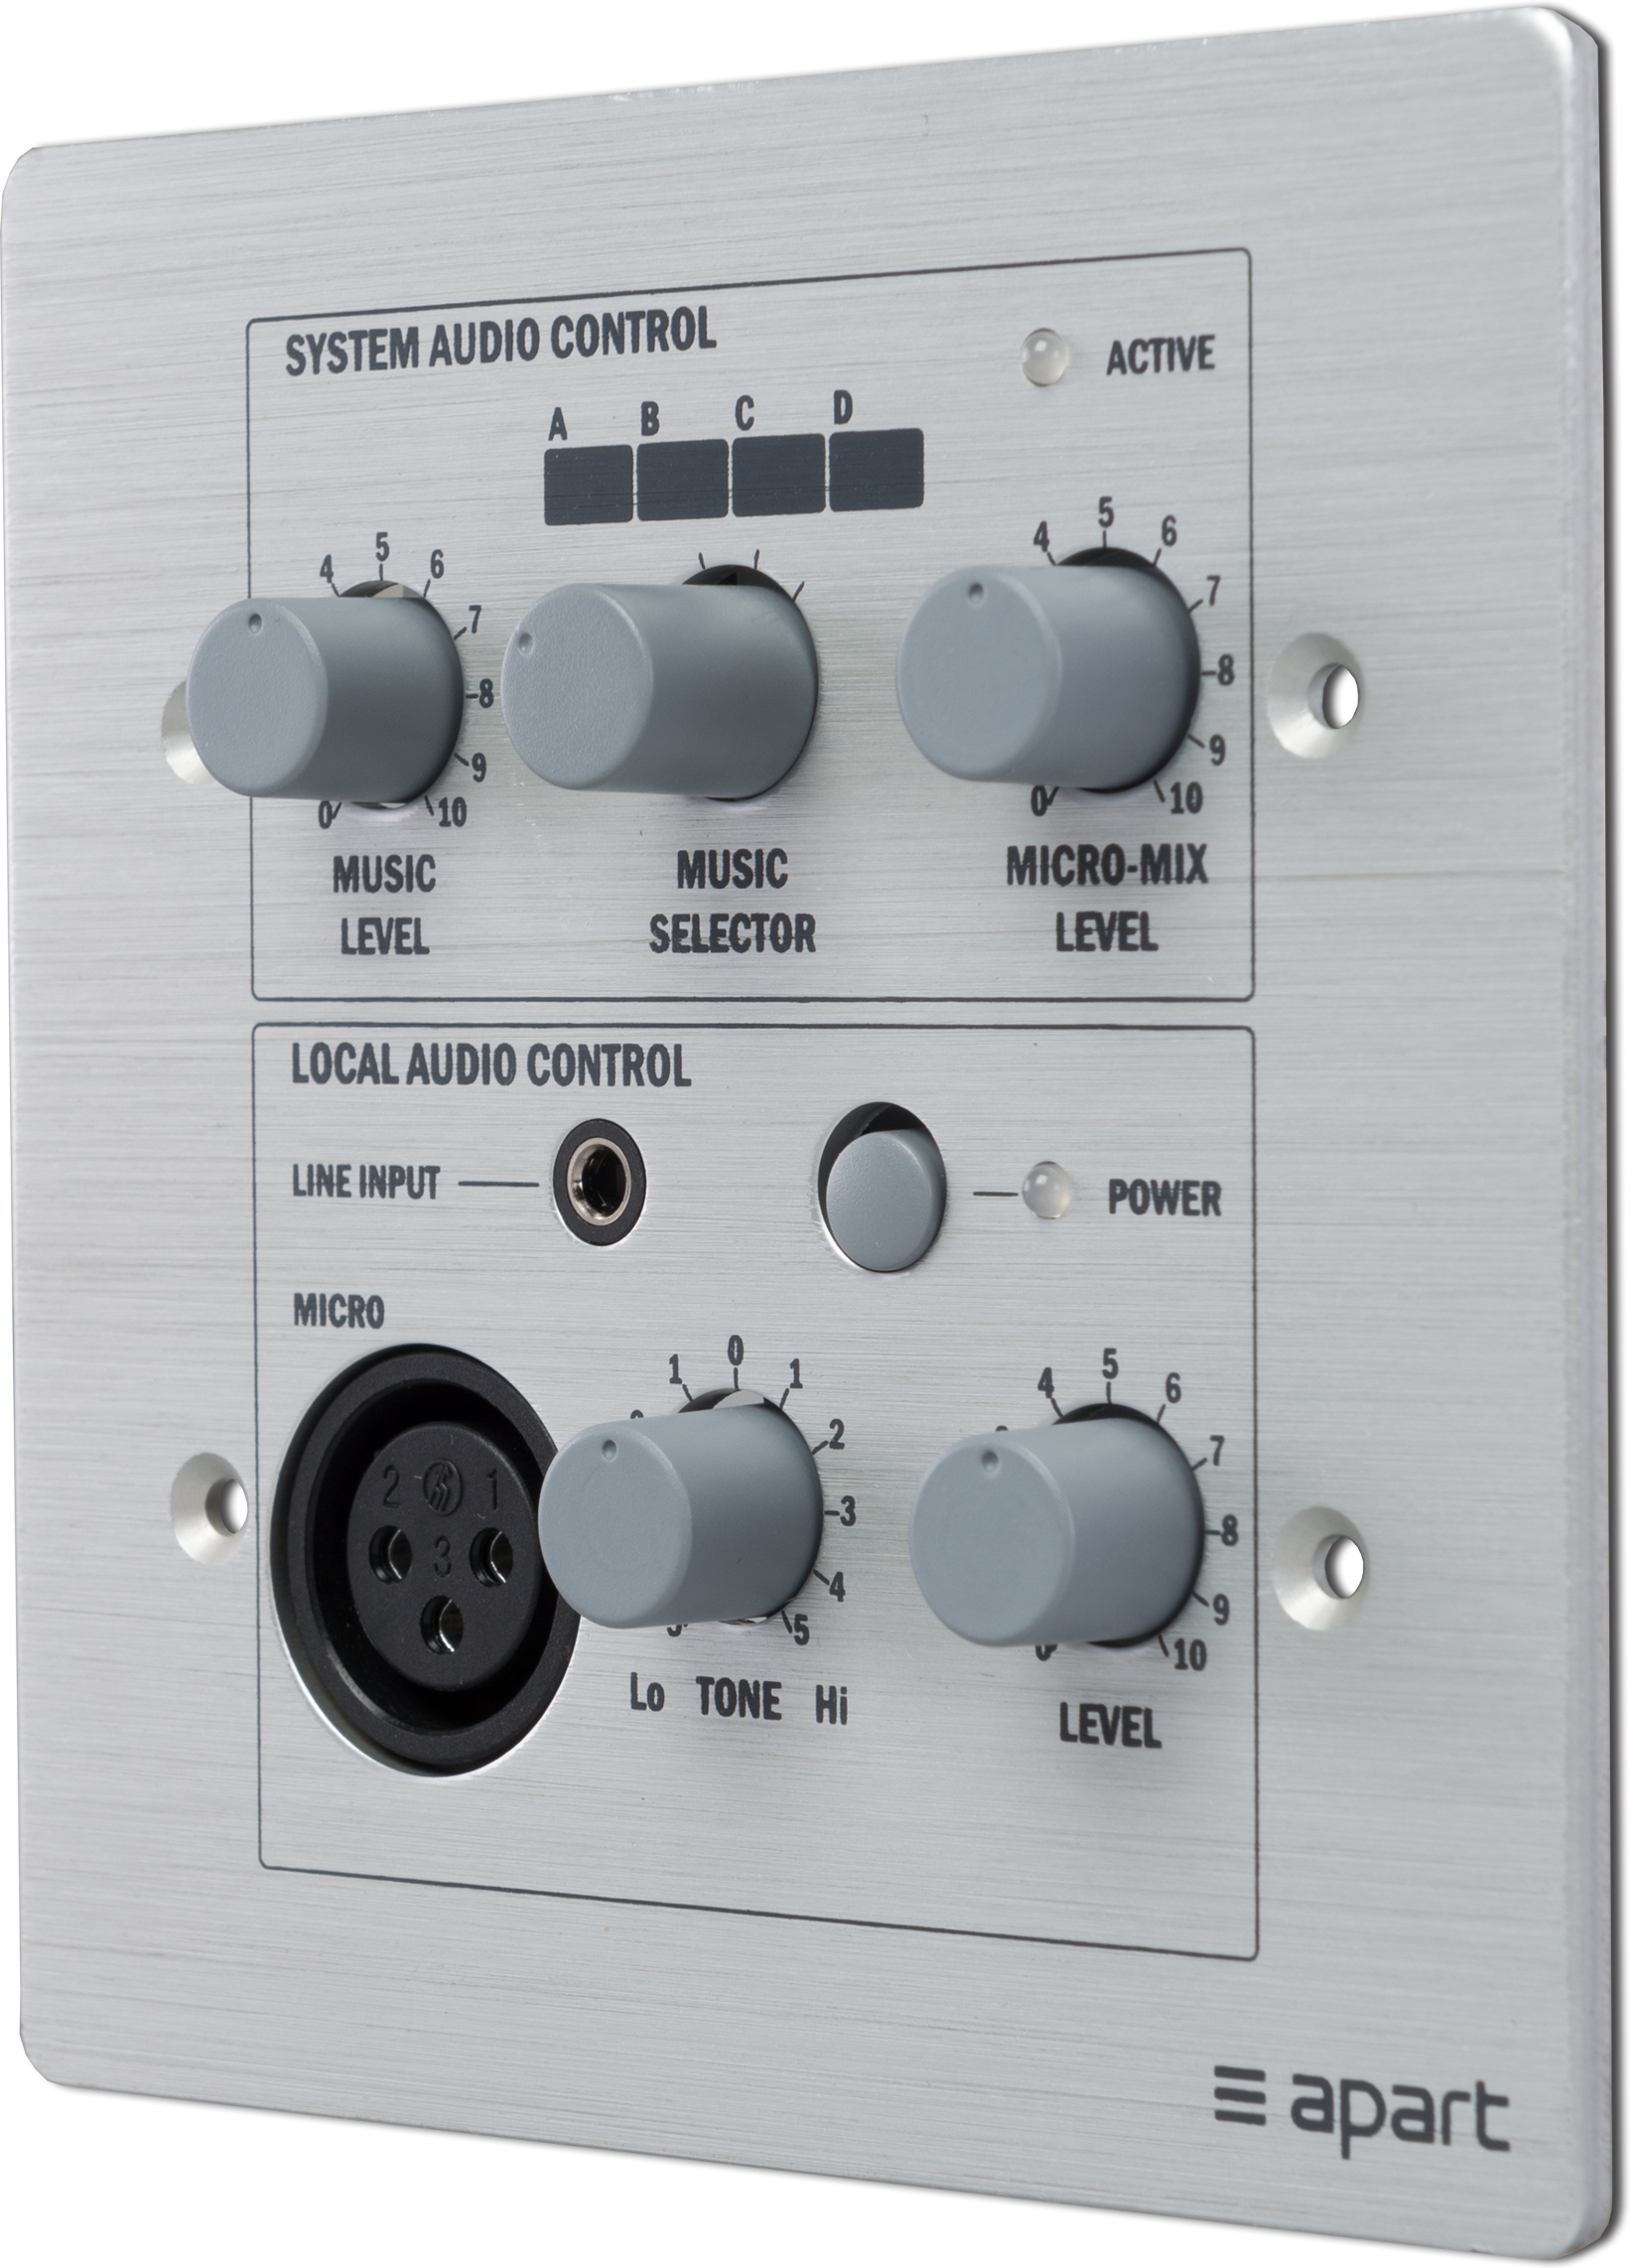 SYSTEM AUDIO CONTROL
ACTIVE
A B C D
4 5 6 7 8 9 10 0
4 5 6 7 8 9 10 0
MUSIC LEVEL
MUSIC SELECTOR
MICRO-MIX LEVEL
LOCAL AUDIO CONTROL
LINE INPUT
POWER
MICRO
2 1
3
1 0 1 2 3 4 5
4 5 6 7 8 9 10
Lo TONE Hi
LEVEL
apart